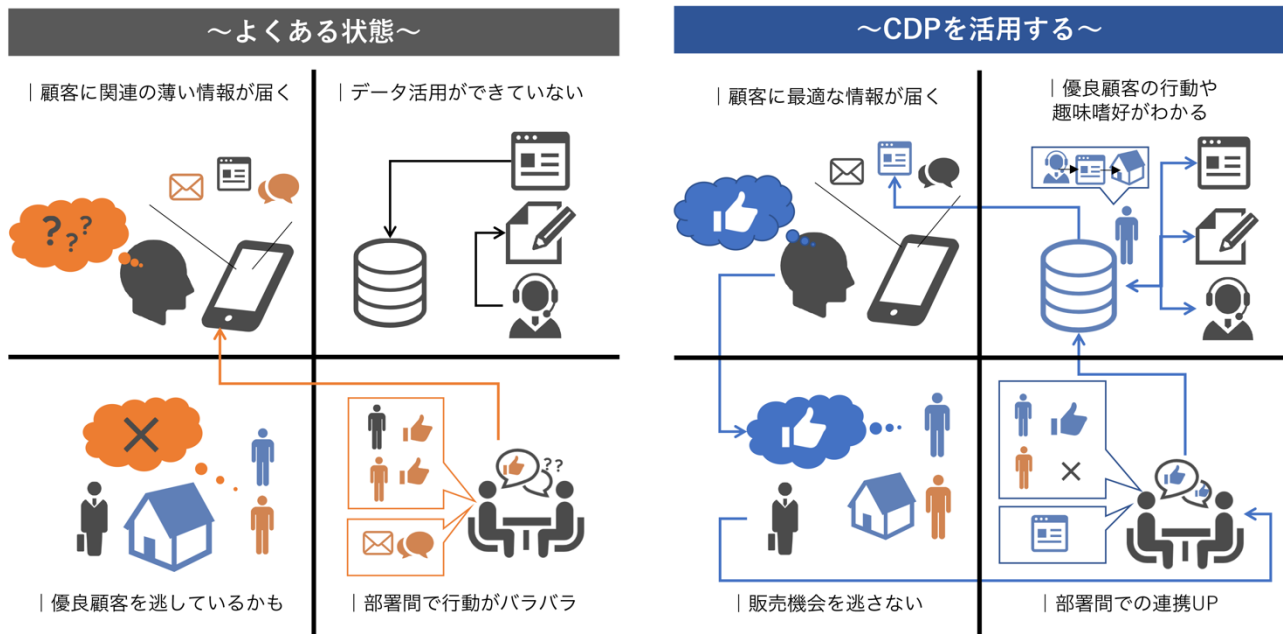 ～よくある状態～
｜顧客に関連の薄い情報が届く
｜データ活用ができていない
???
×
??
｜優良顧客を逃しているかも
｜部署間で行動がバラバラ
～CDPを活用する～
｜顧客に最適な情報が届く
｜優良顧客の行動や
趣味嗜好がわかる
×
｜販売機会を逃さない
｜部署間での連携UP